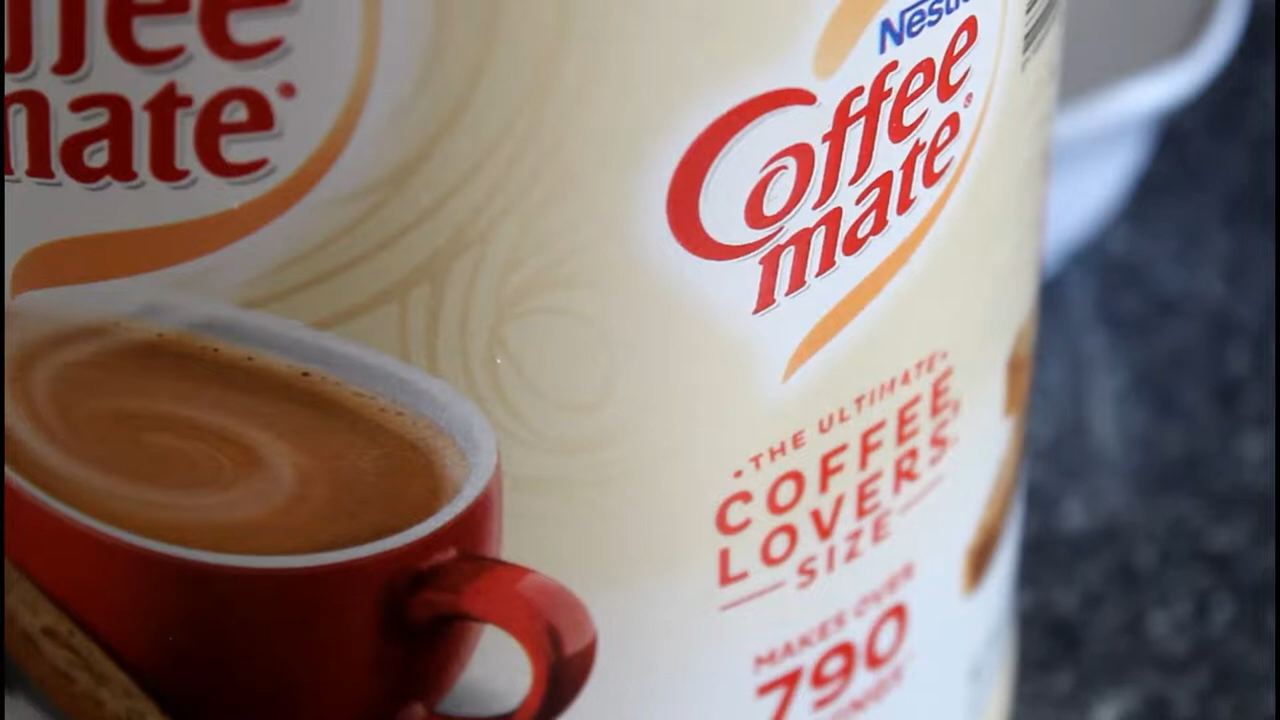 ffee
mate
Nestlé
Coffee
mate®
•THE ULTIMATE•
COFFEE
LOVERS'
SIZE
MAKES OVER
790